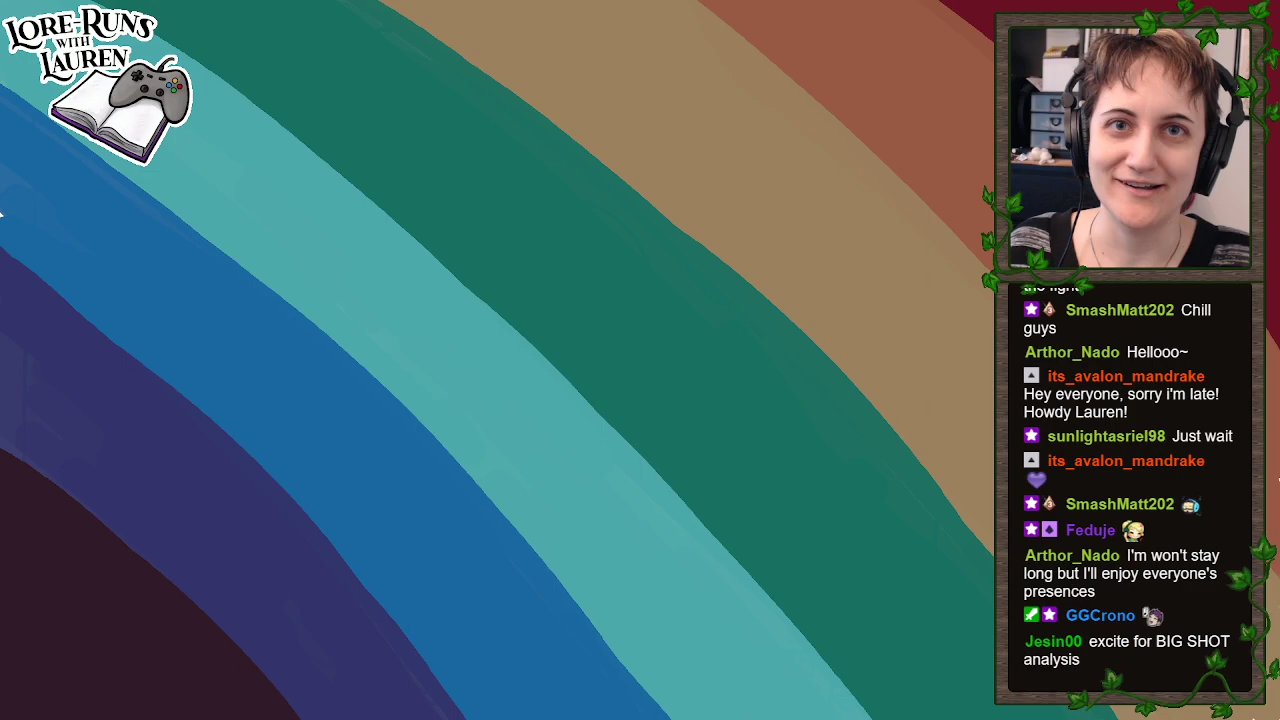 LORE-RUNS
WITH
LAUREN
the fight
SmashMatt202 Chill
guys
Arthor_Nado Hellooo~
its_avalon_mandrake
Hey everyone, sorry i'm late!
Howdy Lauren!
sunlightasriel98 Just wait
its_avalon_mandrake
SmashMatt202
Feduje
Arthor_Nado I'm won't stay
long but I'll enjoy everyone's
presences
GGCrono
Jesin00 excite for BIG SHOT
analysis